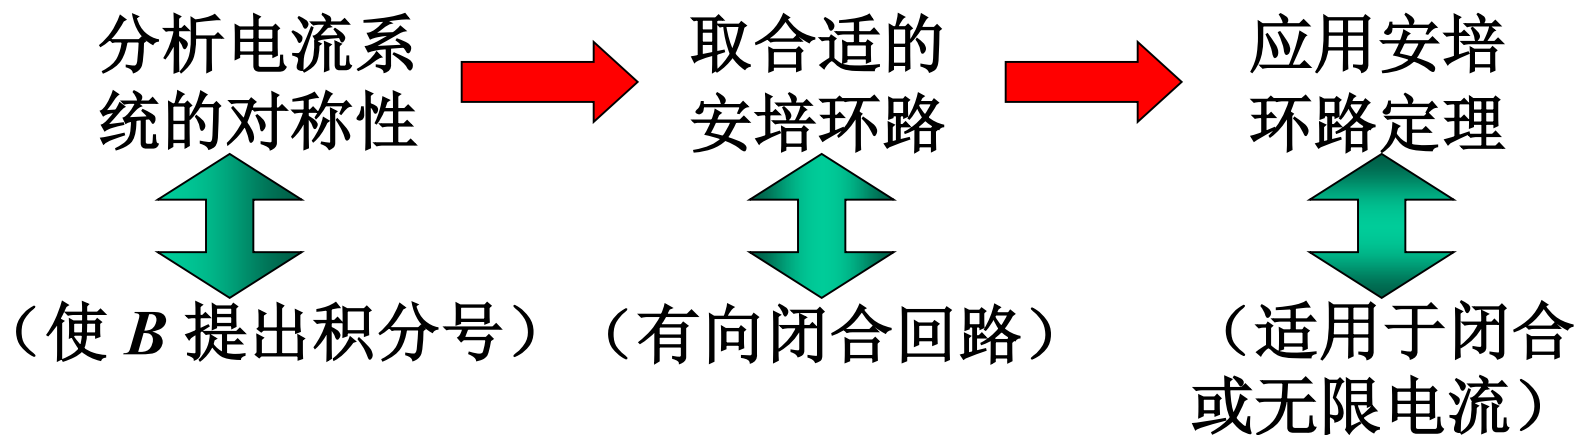 分析电流系
统的对称性
取合适的
安培环路
应用安培
环路定理
（使 B 提出积分号）
（有向闭合回路）
（适用于闭合
或无限电流）